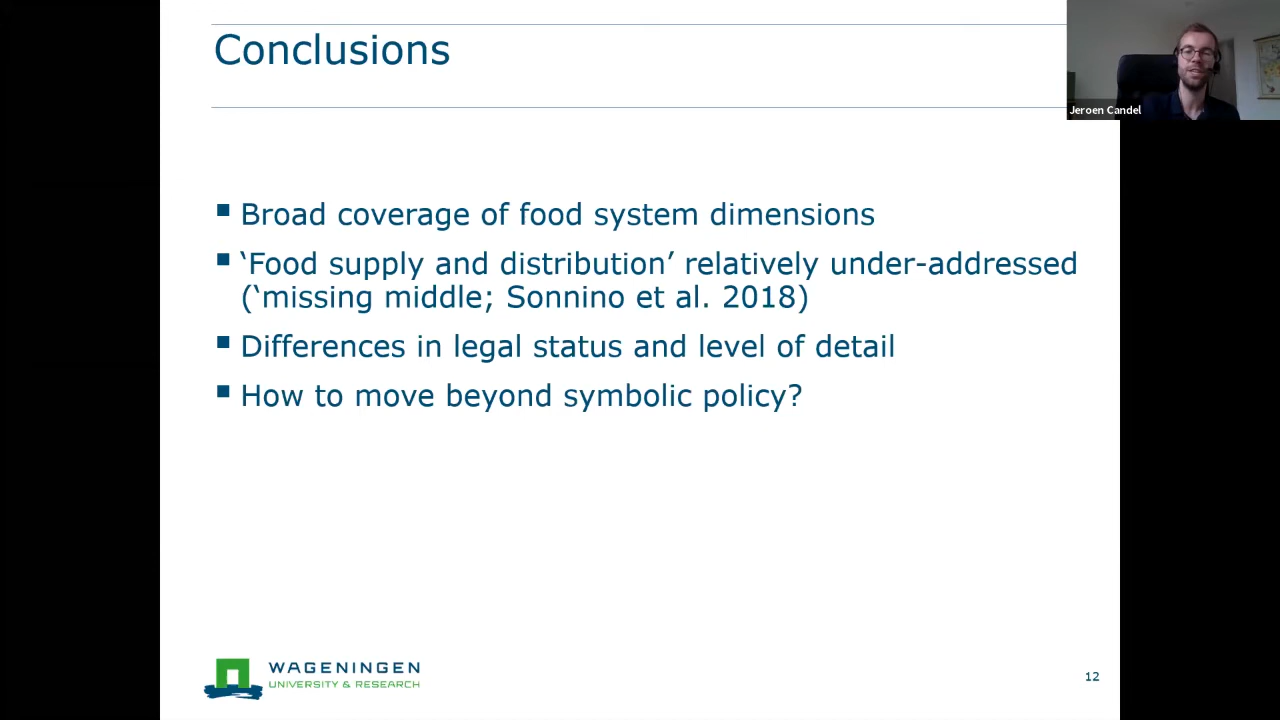 Conclusions
Jeroen Candel
Broad coverage of food system dimensions
‘Food supply and distribution’ relatively under-addressed
(‘missing middle; Sonnino et al. 2018)
Differences in legal status and level of detail
How to move beyond symbolic policy?
WAGENINGEN
UNIVERSITY & RESEARCH
12